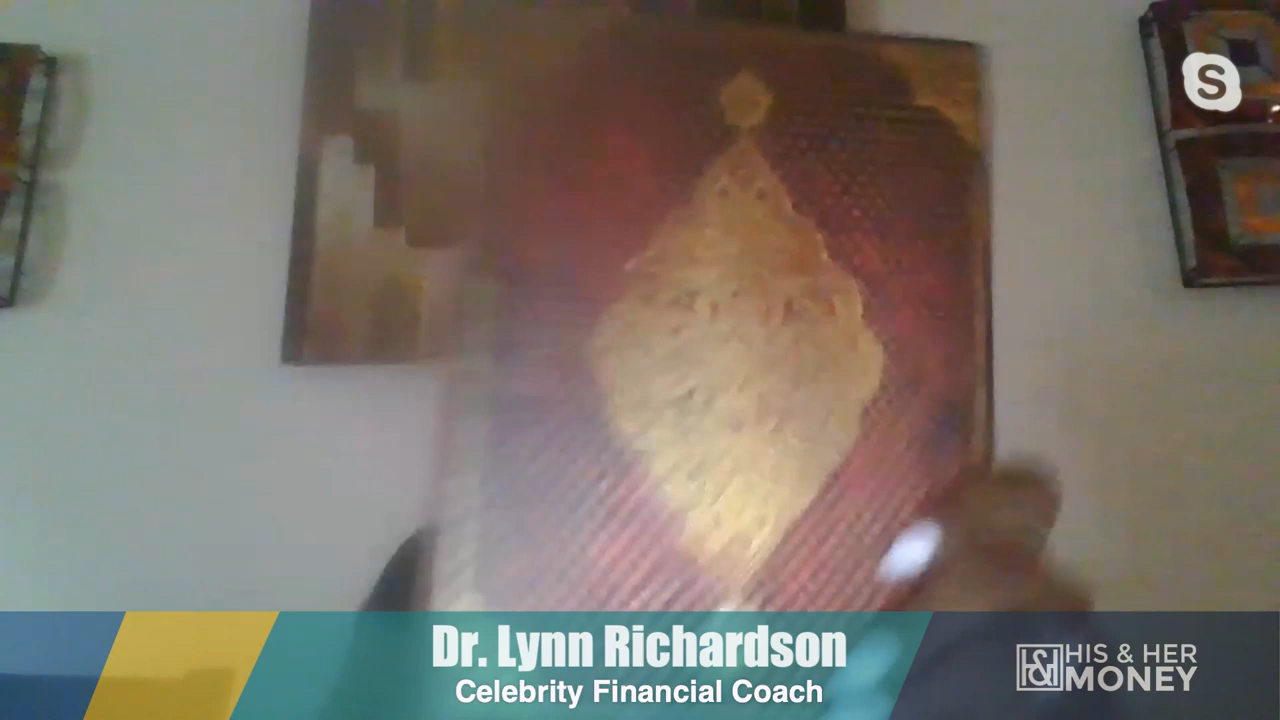 S
Dr. Lynn Richardson
Celebrity Financial Coach
H&H
HIS & HER
MONEY